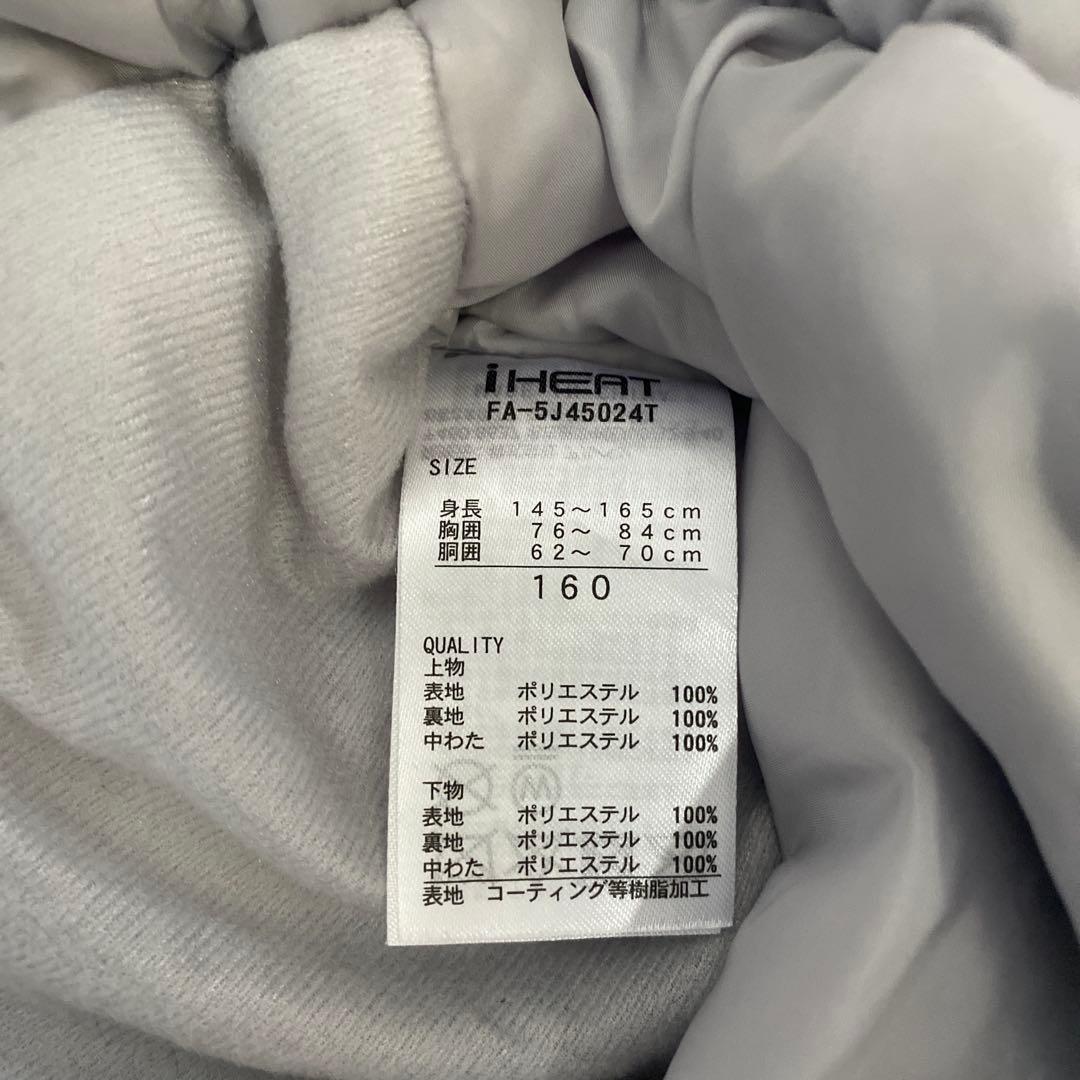 iHEAT
FA-5J45024T
SIZE
身長 145～165cm
胸囲 76～ 84cm
胴囲 62～ 70cm
160
QUALITY
上物
表地 ポリエステル 100%
裏地 ポリエステル 100%
中わた ポリエステル 100%
下物
表地 ポリエステル 100%
裏地 ポリエステル 100%
中わた ポリエステル 100%
表地 コーティング等樹脂加工